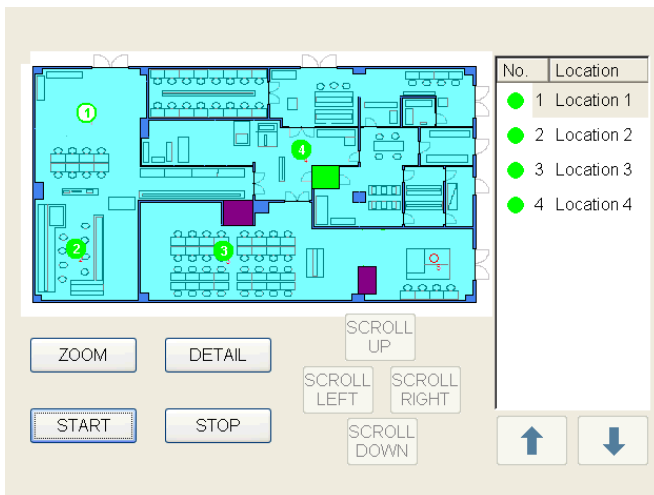 No. Location
1
1 Location 1
2 Location 2
4
3 Location 3
4 Location 4
2
3
ZOOM
DETAIL
SCROLL
UP
SCROLL
LEFT
SCROLL
RIGHT
START
STOP
SCROLL
DOWN